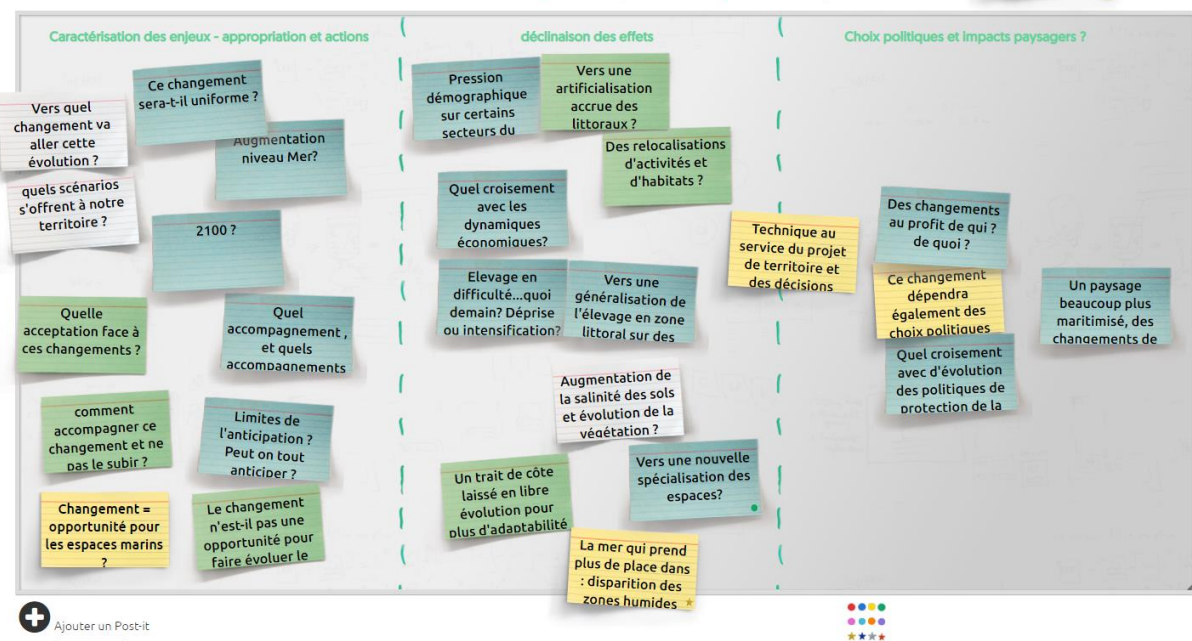 Caractérisation des enjeux - appropriation et actions
Vers quel
changement va
aller cette
évolution ?
Ce changement
sera-t-il uniforme ?
Augmentation
niveau Mer?
quels scénarios
s'offrent à notre
territoire ?
2100 ?
Quelle
acceptation face à
ces changements ?
Quel
accompagnement ,
et quels
accompagnements
comment
accompagner ce
changement et ne
pas le subir ?
Limites de
l'anticipation ?
Peut on tout
anticiper ?
Changement =
opportunité pour
les espaces marins
?
Le changement
n'est-il pas une
opportunité pour
faire évoluer le
déclinaison des effets
Pression
démographique
sur certains
secteurs du
Vers une
artificialisation
accrue des
littoraux ?
Des relocalisations
d'activités et
d'habitats ?
Quel croisement
avec les
dynamiques
économiques?
Elevage en
difficulté...quoi
demain? Déprise
ou intensification?
Vers une
généralisation de
l'élevage en zone
littoral sur des
Augmentation de
la salinité des sols
et évolution de la
végétation ?
Un trait de côte
laissé en libre
évolution pour
plus d'adaptabilité
Vers une nouvelle
spécialisation des
espaces?
La mer qui prend
plus de place dans
: disparition des
zones humides
Technique au
service du projet
de territoire et
des décisions
Choix politiques et impacts paysagers ?
Des changements
au profit de qui ?
de quoi ?
Ce changement
dépendra
également des
choix politiques
Un paysage
beaucoup plus
maritimisé, des
changements de
Quel croisement
avec d'évolution
des politiques de
protection de la
Ajouter un Post-it